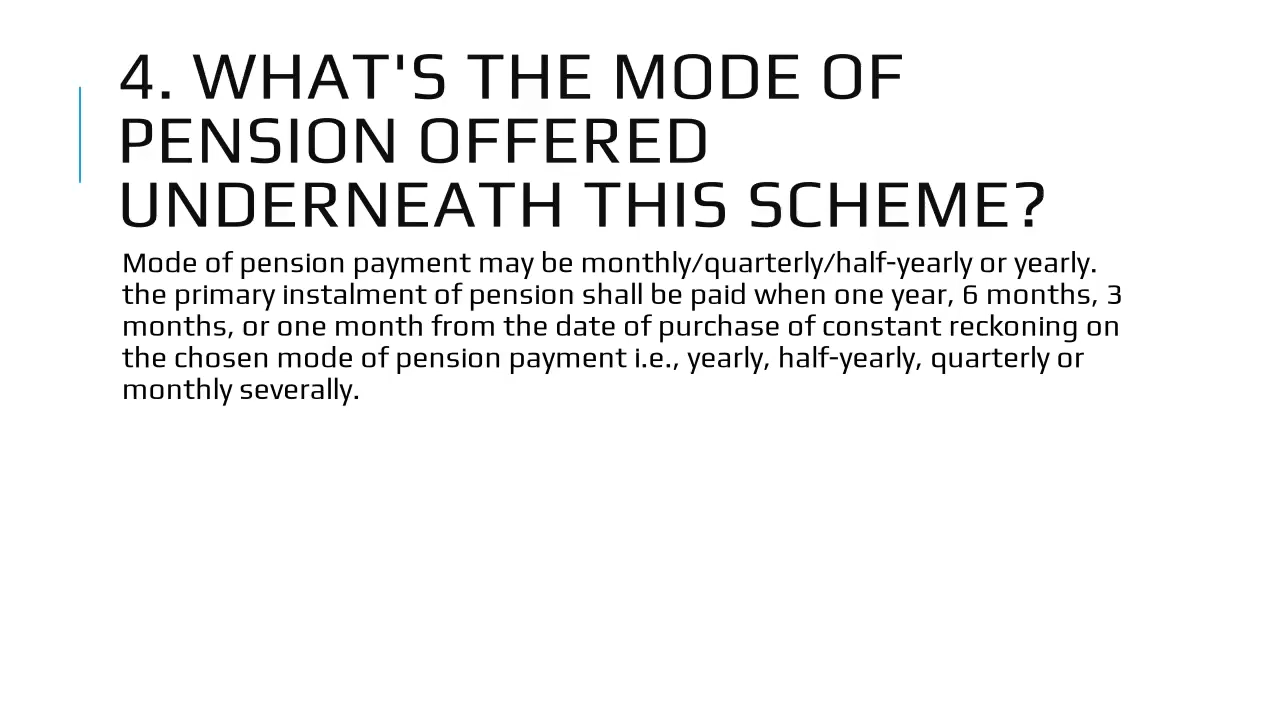 4. WHAT'S THE MODE OF
PENSION OFFERED
UNDERNEATH THIS SCHEME?
Mode of pension payment may be monthly/quarterly/half-yearly or yearly.
the primary instalment of pension shall be paid when one year, 6 months, 3
months, or one month from the date of purchase of constant reckoning on
the chosen mode of pension payment i.e., yearly, half-yearly, quarterly or
monthly severally.